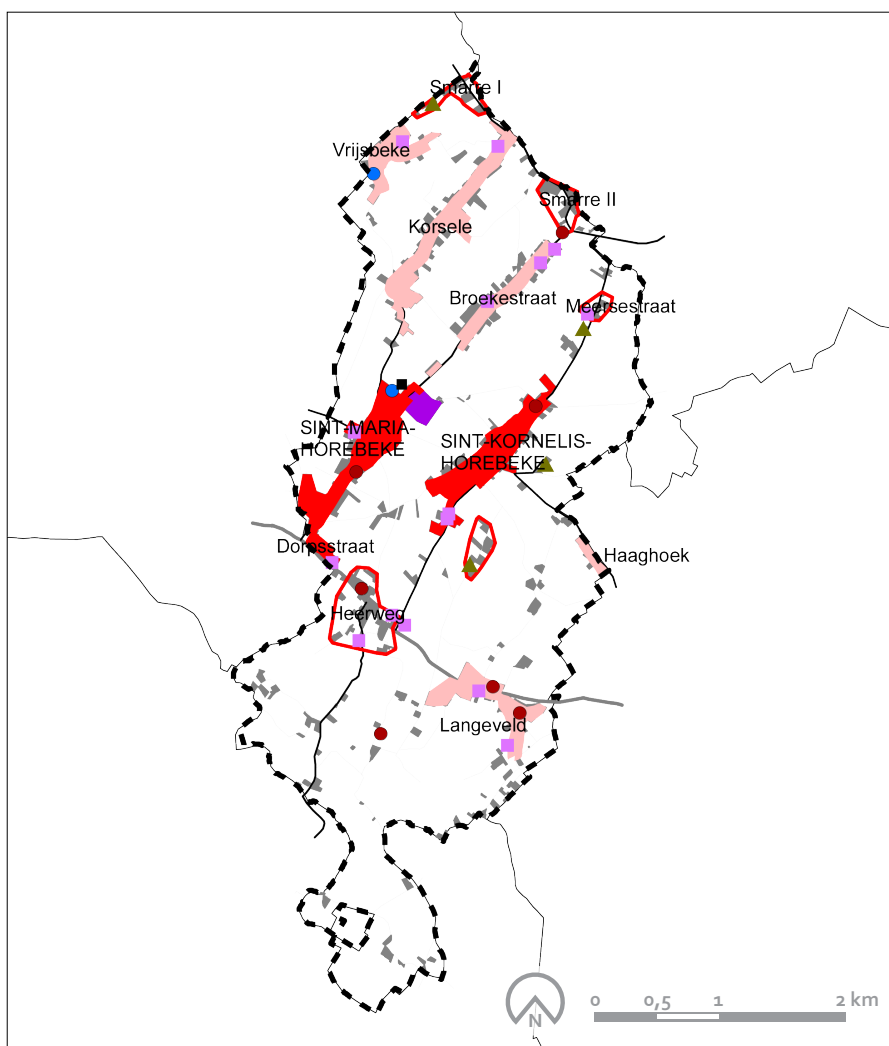 Smarre I
Vrijsbeke
Smarre II
Korsele
Broekestraat
Meersestraat
SINT-MARIA-
HOREBEKE
SINT-KORNELIS-
HOREBEKE
Dorpsstraat
Haaghoek
Heerweg
Langeveld
N
0 0,5 1 2 km